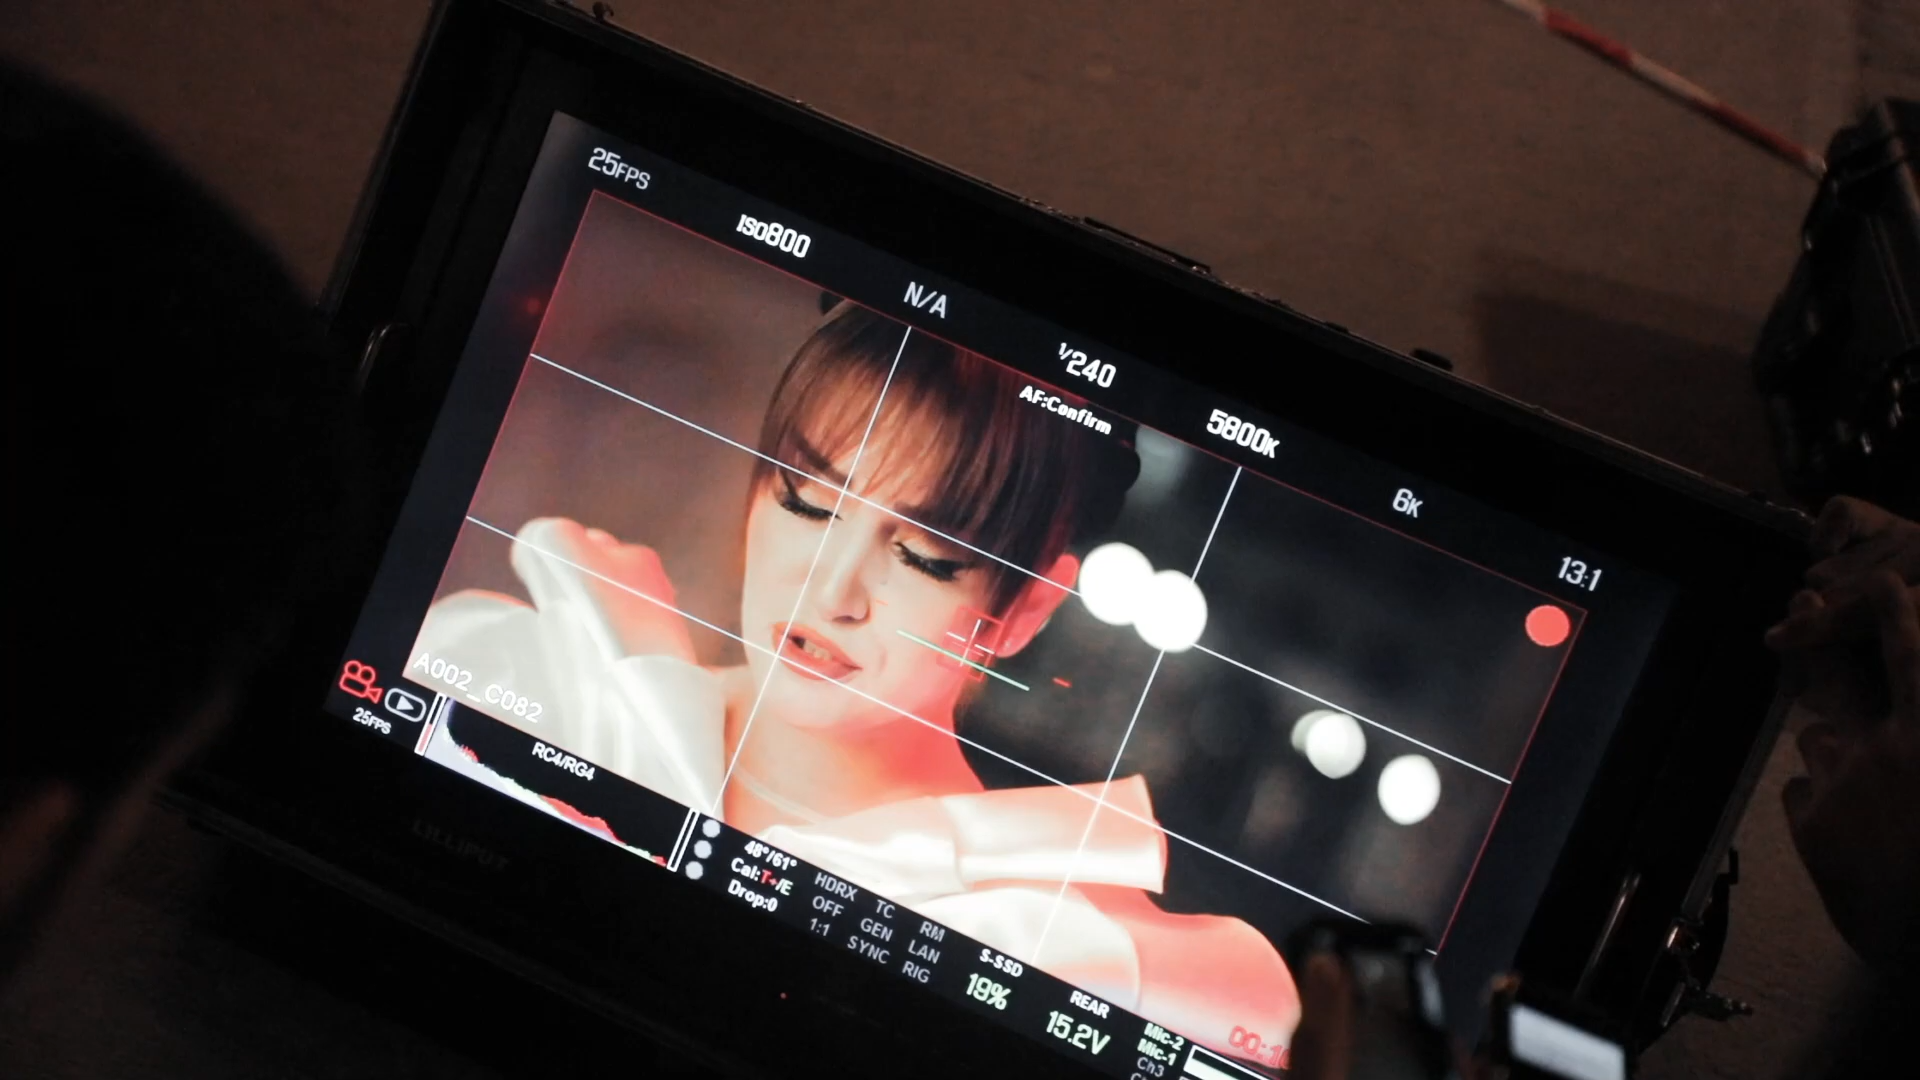 25FPS
ISO800
N/A
1/240
AF:Confirm
5800K
6K
13:1
A002_C082
25FPS
RC4/RG4
LILLIPUT
48°/61°
Cal:T+/E
Drop:0
HDRX
OFF
1:1
TC
GEN
SYNC
RM
LAN
RIG
S-SSD
19%
REAR
15.2V
Mic-2
Mic-1
Ch3